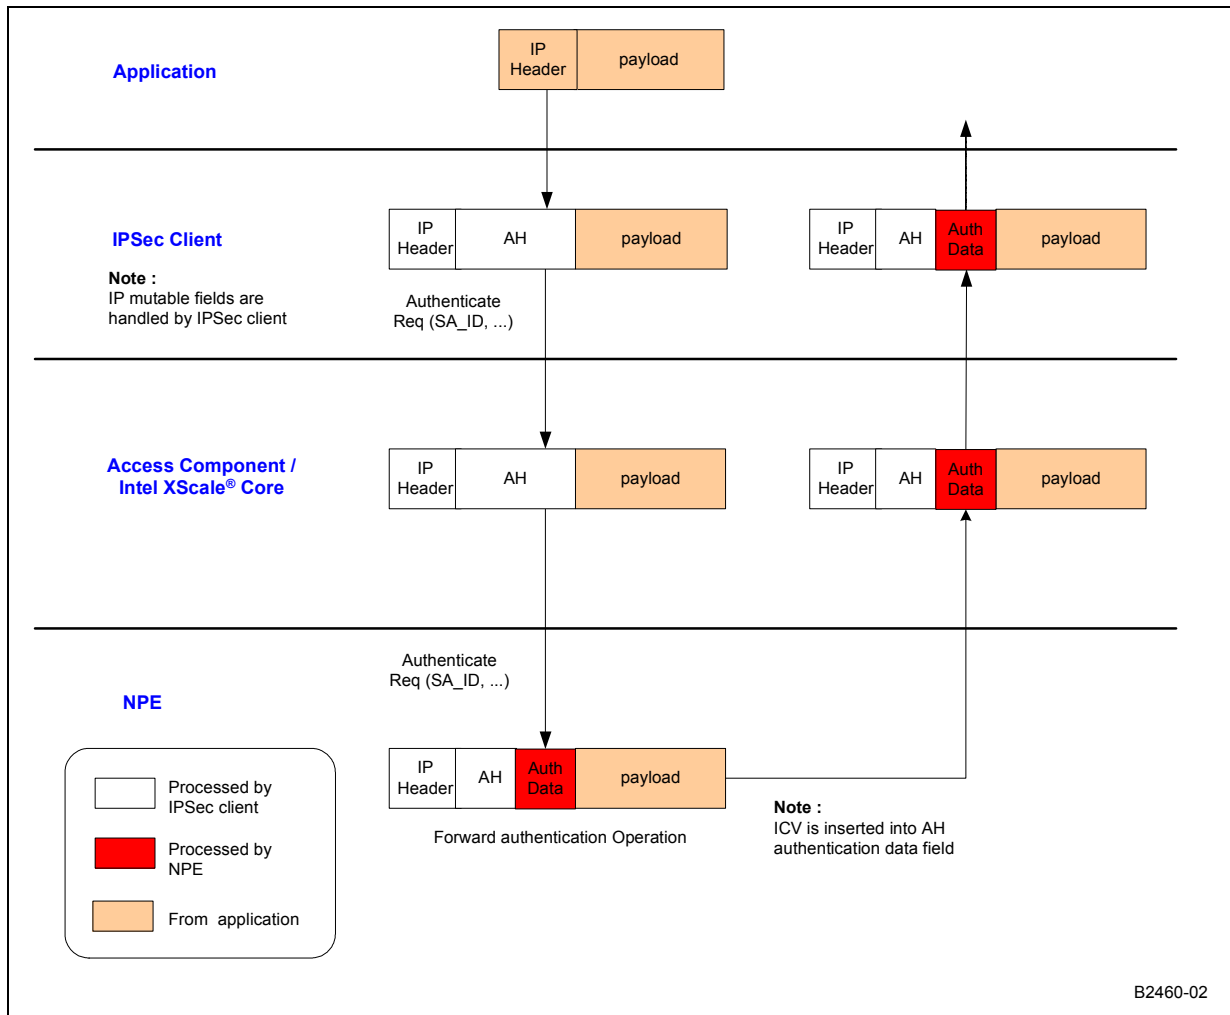 Application
IP
Header
payload
IPSec Client
Note :
IP mutable fields are
handled by IPSec client
IP
Header
AH
payload
Authenticate
Req (SA_ID, ...)
IP
Header
AH
Auth
Data
payload
Access Component /
Intel XScale® Core
IP
Header
AH
payload
IP
Header
AH
Auth
Data
payload
NPE
Authenticate
Req (SA_ID, ...)
IP
Header
AH
Auth
Data
payload
Forward authentication Operation
Note :
ICV is inserted into AH
authentication data field
Processed by
IPSec client
Processed by
NPE
From application
B2460-02